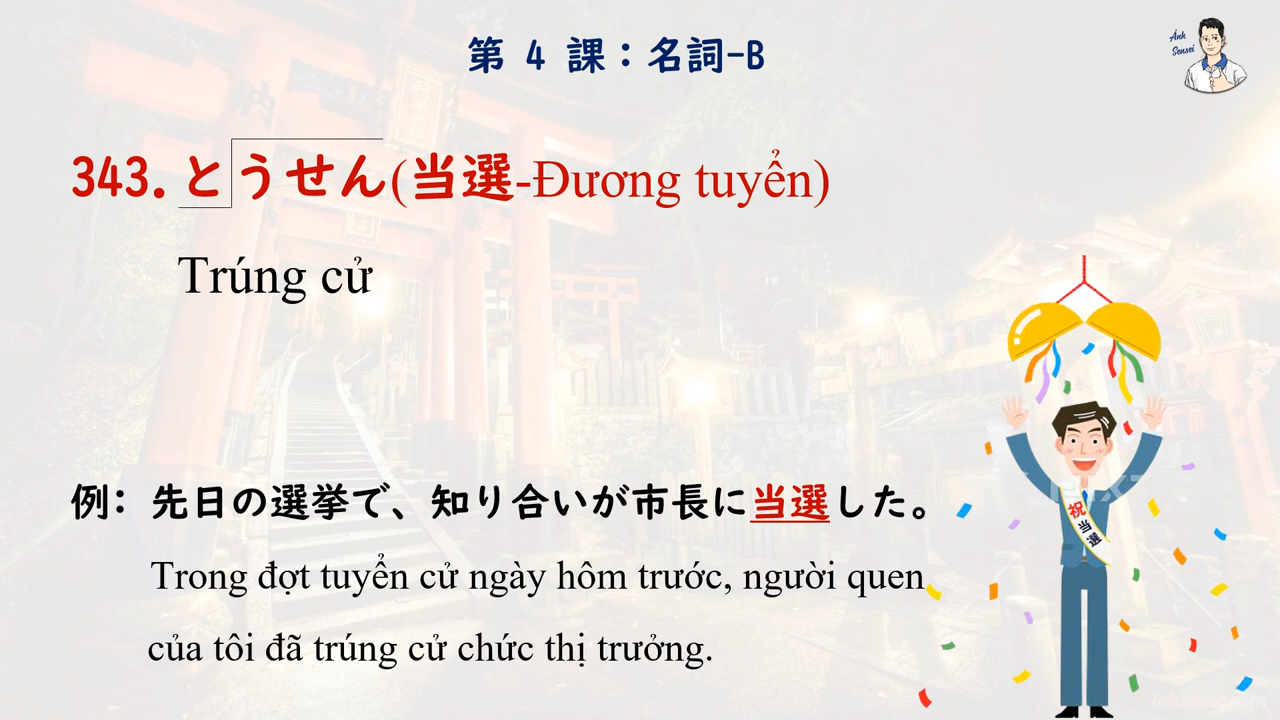 第 4 課：名詞-B
Anh
Sensei
343. とうせん(当選-Đương tuyển)
Trúng cử
例：先日の選挙で、知り合いが市長に当選した。
Trong đợt tuyển cử ngày hôm trước, người quen
của tôi đã trúng cử chức thị trưởng.
祝当選